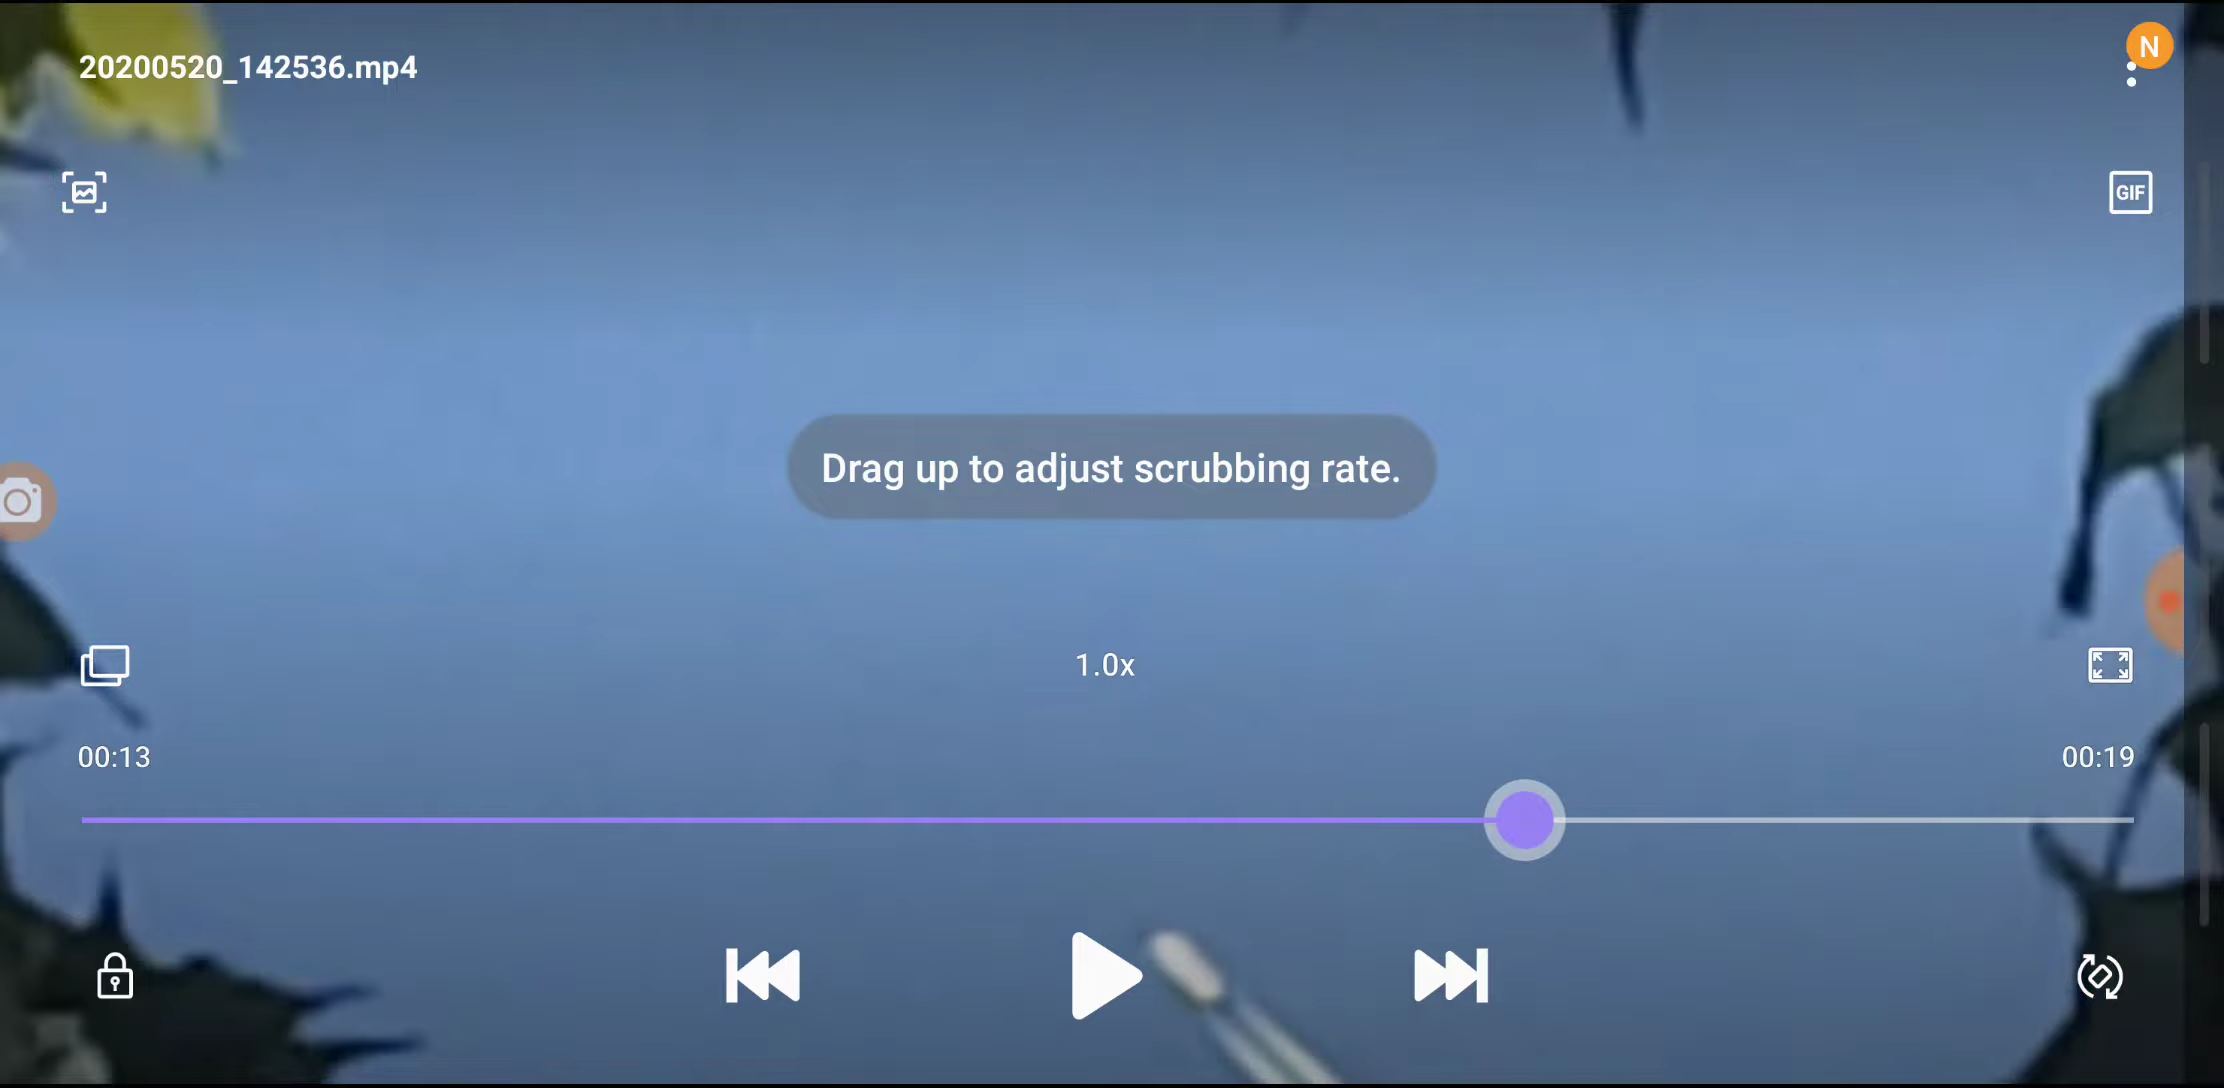 20200520_142536.mp4
N
GIF
Drag up to adjust scrubbing rate.
1.0x
00:13
00:19